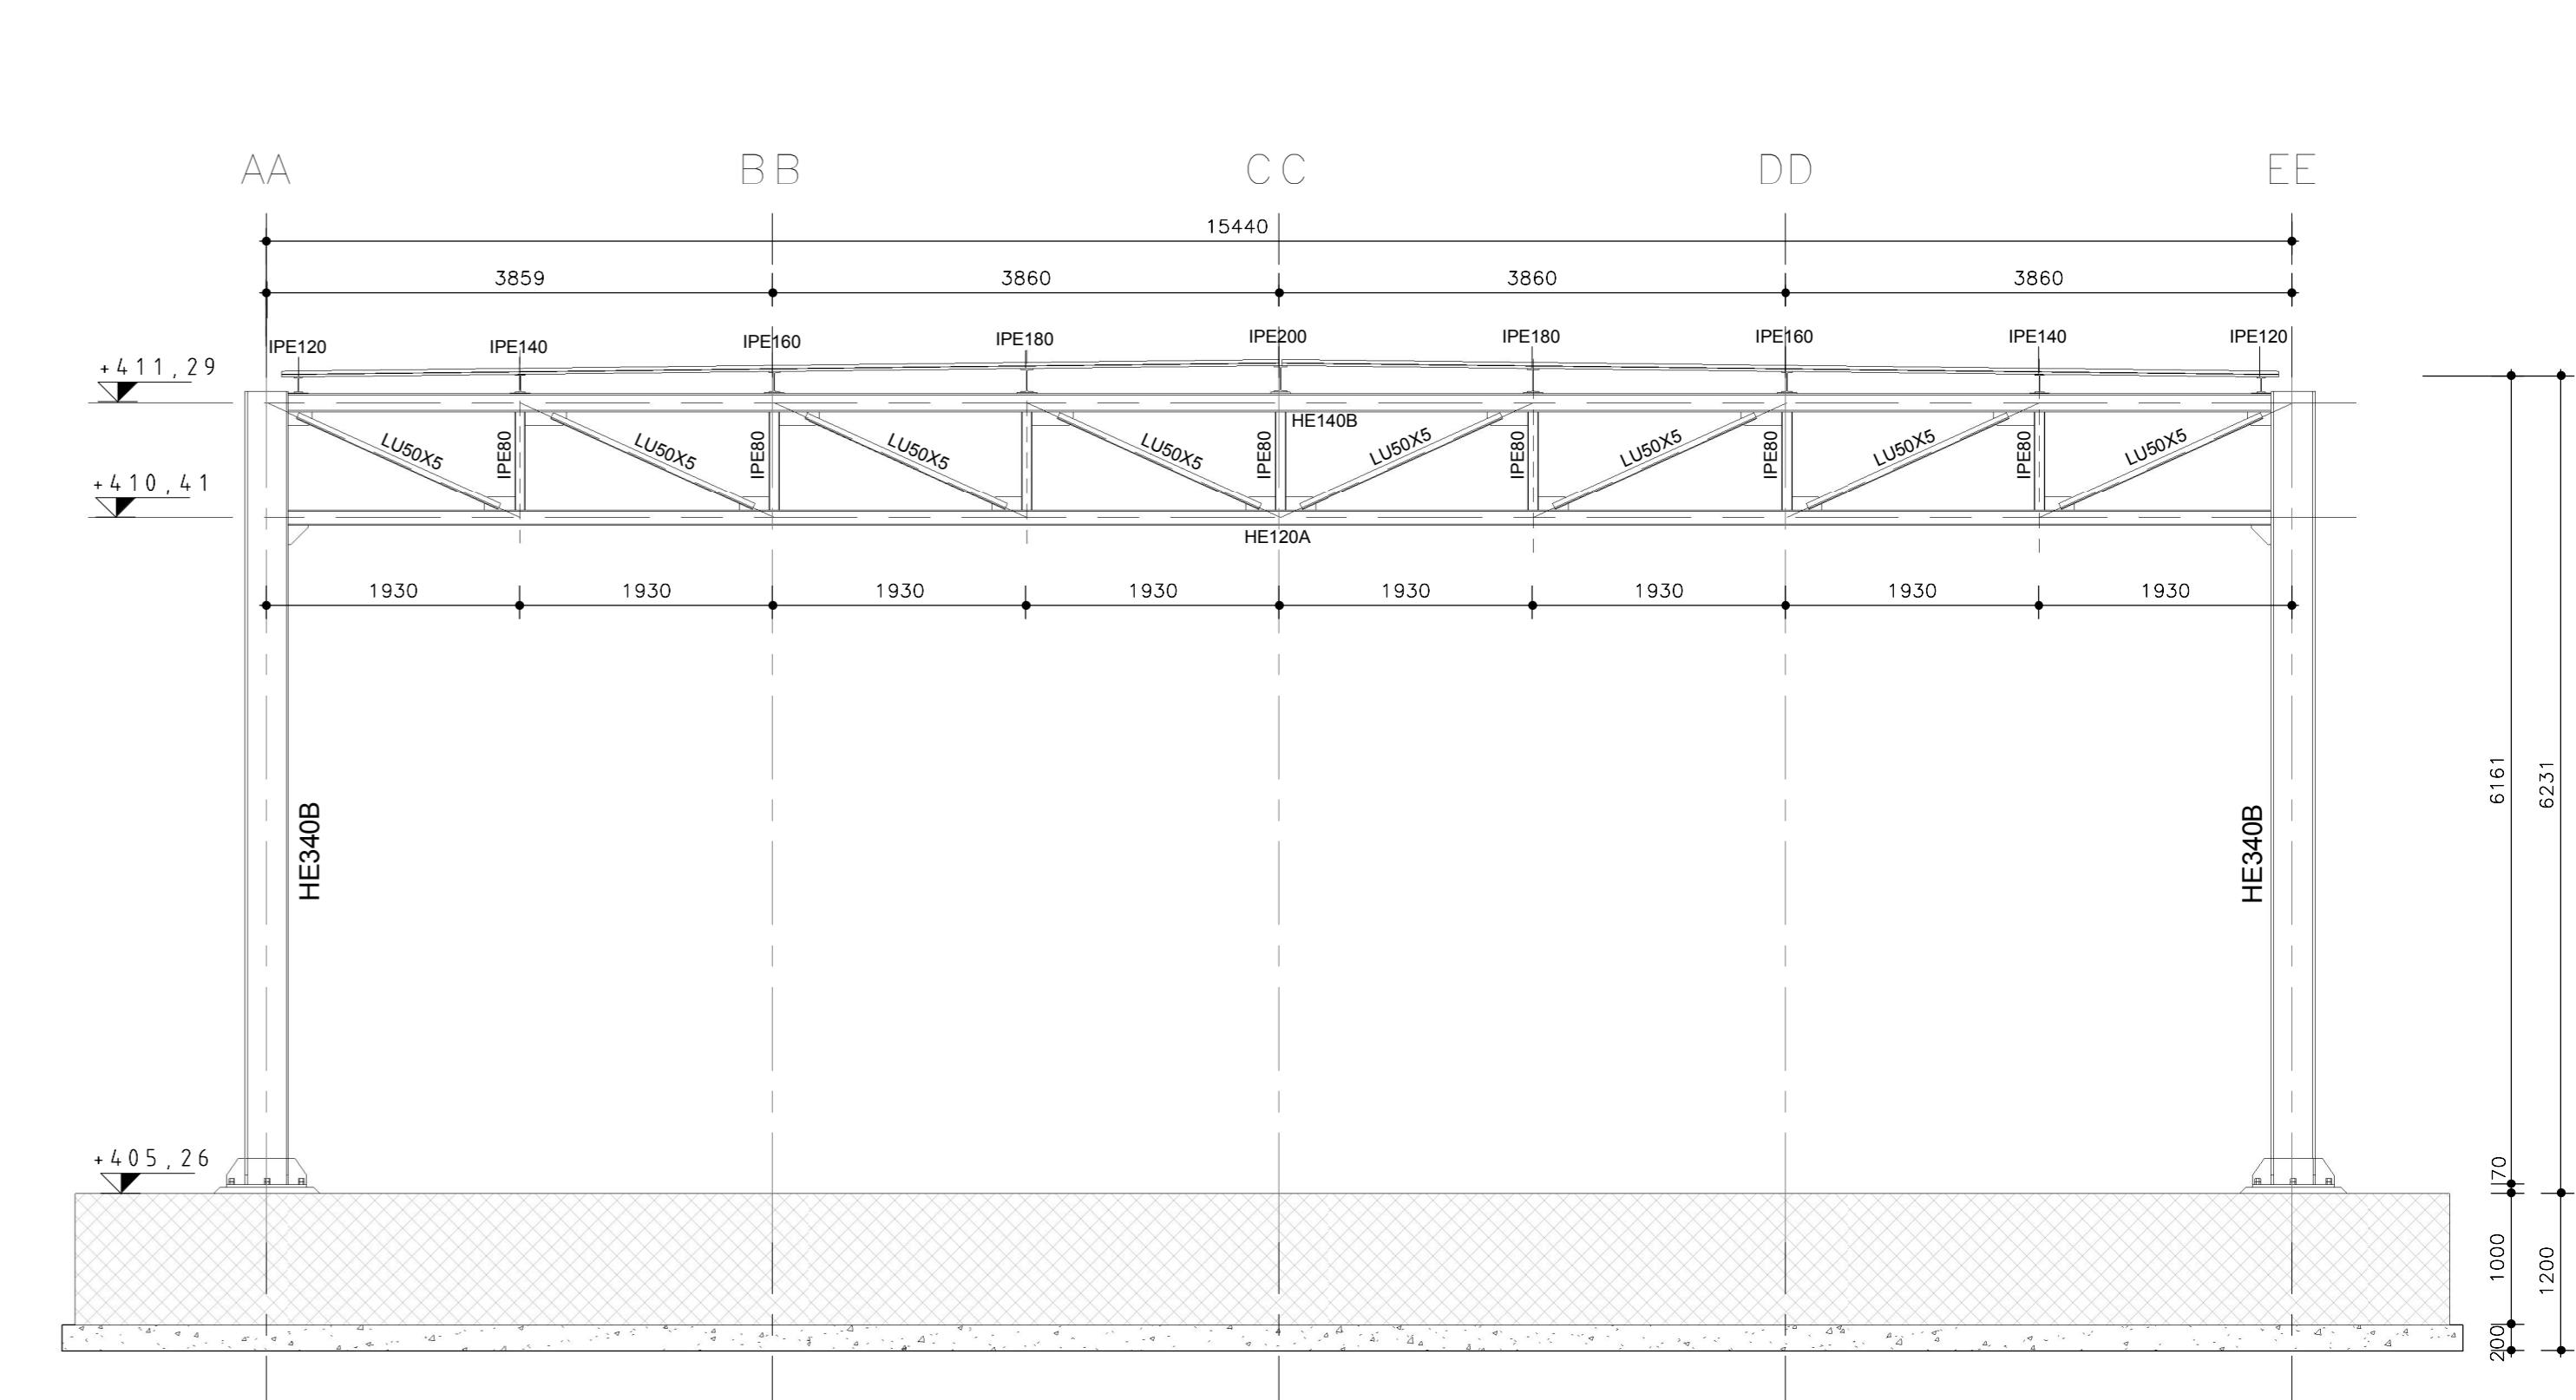 AA BB CC DD EE
15440
3859 3860 3860 3860
IPE120 IPE140 IPE160 IPE180 IPE200 IPE180 IPE160 IPE140 IPE120
+411,29
HE140B
LU50X5 IPE80 LU50X5 IPE80 LU50X5 LU50X5 IPE80 LU50X5 IPE80 LU50X5 IPE80 LU50X5 IPE80 LU50X5
+410,41
HE120A
1930 1930 1930 1930 1930 1930 1930 1930
6161 6231
HE340B HE340B
+405,26
70
1000 1200
200